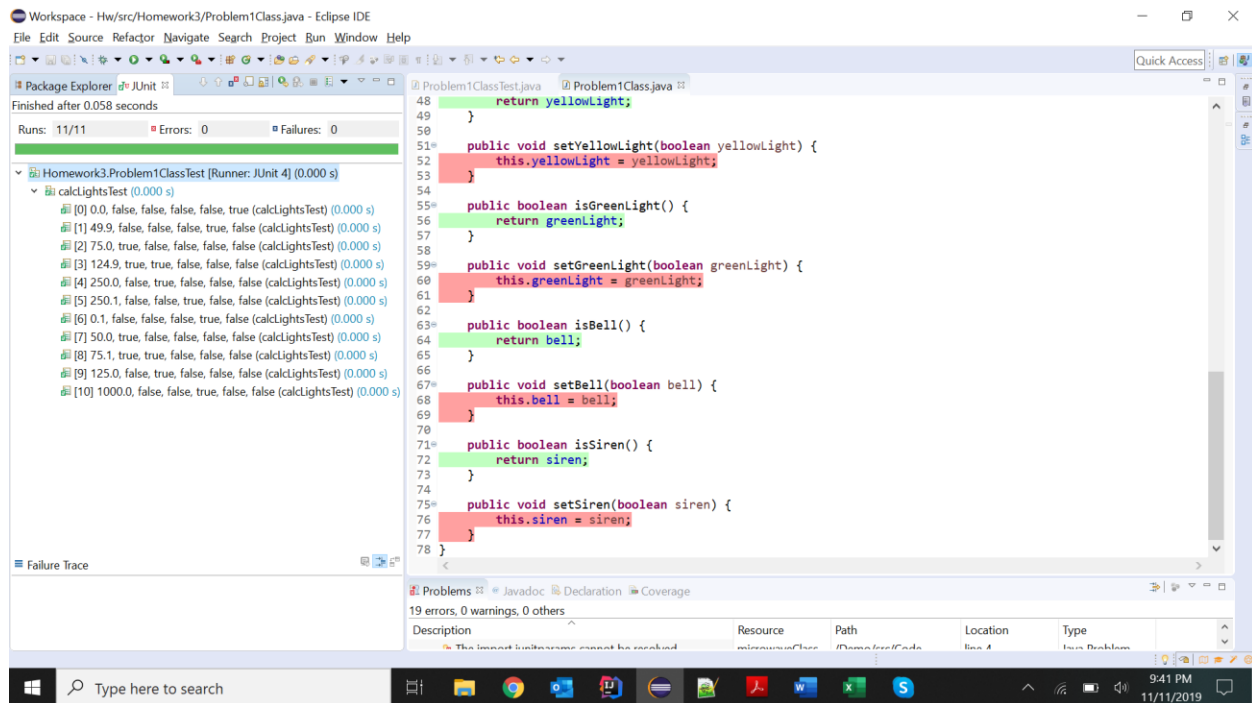 Workspace - Hw/src/Homework3/Problem1Class.java - Eclipse IDE
File Edit Source Refactor Navigate Search Project Run Window Help
Quick Access
Package Explorer JUnit
Finished after 0.058 seconds
Runs: 11/11 Errors: 0 Failures: 0
Homework3.Problem1ClassTest [Runner: JUnit 4] (0.000 s)
calcLightsTest (0.000 s)
[0] 0.0, false, false, false, false, true (calcLightsTest) (0.000 s)
[1] 49.9, false, false, false, true, false (calcLightsTest) (0.000 s)
[2] 75.0, true, false, false, false, false (calcLightsTest) (0.000 s)
[3] 124.9, true, true, false, false, false (calcLightsTest) (0.000 s)
[4] 250.0, false, true, false, false, false (calcLightsTest) (0.000 s)
[5] 250.1, false, false, true, false, false (calcLightsTest) (0.000 s)
[6] 0.1, false, false, false, true, false (calcLightsTest) (0.000 s)
[7] 50.0, true, false, false, false, false (calcLightsTest) (0.000 s)
[8] 75.1, true, true, false, false, false (calcLightsTest) (0.000 s)
[9] 125.0, false, true, false, false, false (calcLightsTest) (0.000 s)
[10] 1000.0, false, false, true, false, false (calcLightsTest) (0.000 s)
Failure Trace
Problem1ClassTest.java Problem1Class.java
48 return yellowLight;
49 }
50
51 public void setYellowLight(boolean yellowLight) {
52 this.yellowLight = yellowLight;
53 }
54
55 public boolean isGreenLight() {
56 return greenLight;
57 }
58
59 public void setGreenLight(boolean greenLight) {
60 this.greenLight = greenLight;
61 }
62
63 public boolean isBell() {
64 return bell;
65 }
66
67 public void setBell(boolean bell) {
68 this.bell = bell;
69 }
70
71 public boolean isSiren() {
72 return siren;
73 }
74
75 public void setSiren(boolean siren) {
76 this.siren = siren;
77 }
78 }
Problems Javadoc Declaration Coverage
19 errors, 0 warnings, 0 others
Description Resource Path Location Type
The import junitparams cannot be resolved microwaveClass /Demo/src/Code line 4 Java Problem
Type here to search
9:41 PM
11/11/2019